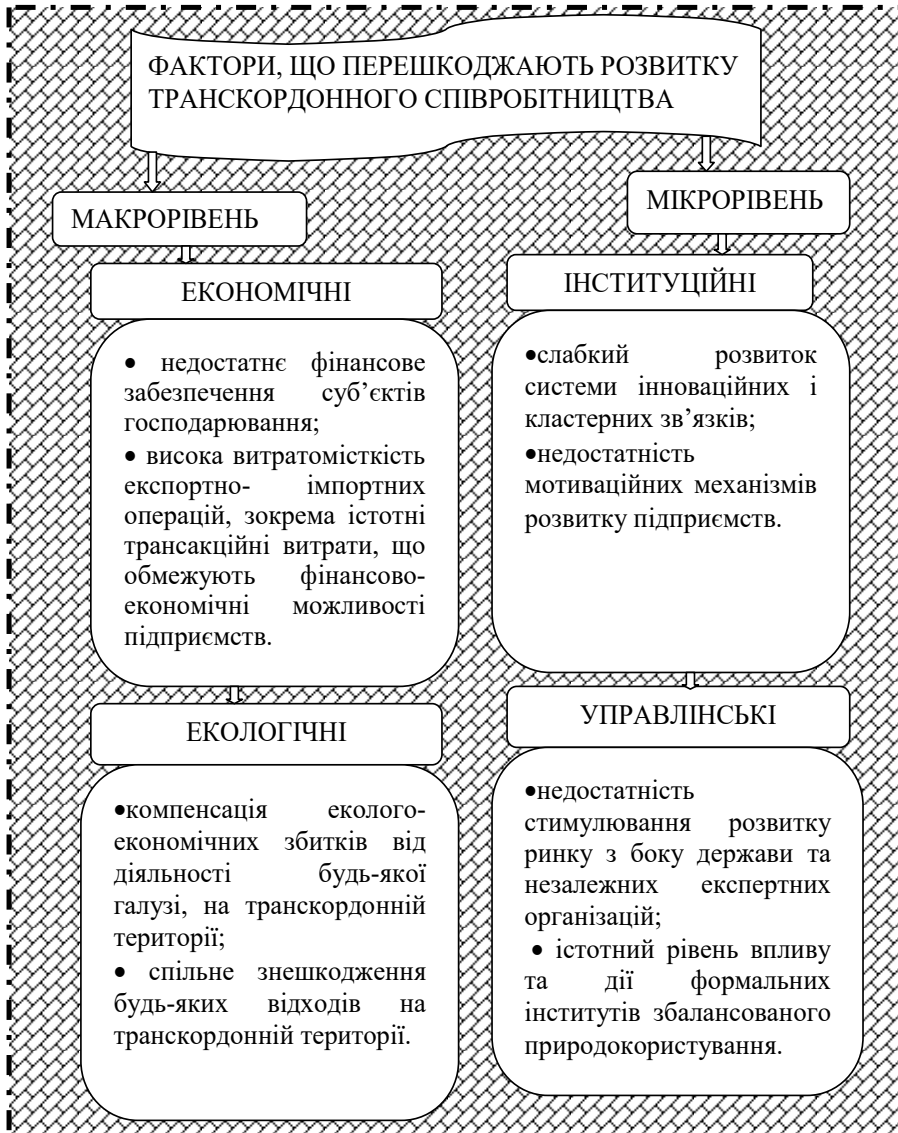 ФАКТОРИ, ЩО ПЕРЕШКОДЖАЮТЬ РОЗВИТКУ
ТРАНСКОРДОННОГО СПІВРОБІТНИЦТВА
МАКРОРІВЕНЬ
ЕКОНОМІЧНІ
• недостатнє фінансове
забезпечення суб’єктів
господарювання;
• висока витратомісткість
експортно- імпортних
операцій, зокрема істотні
трансакційні витрати, що
обмежують фінансово-
економічні можливості
підприємств.
ЕКОЛОГІЧНІ
•компенсація еколого-
економічних збитків від
діяльності будь-якої
галузі, на транскордонній
території;
• спільне знешкодження
будь-яких відходів на
транскордонній території.
МІКРОРІВЕНЬ
ІНСТИТУЦІЙНІ
•слабкий розвиток
системи інноваційних і
кластерних зв’язків;
•недостатність
мотиваційних механізмів
розвитку підприємств.
УПРАВЛІНСЬКІ
•недостатність
стимулювання розвитку
ринку з боку держави та
незалежних експертних
організацій;
• істотний рівень впливу
та дії формальних
інститутів збалансованого
природокористування.